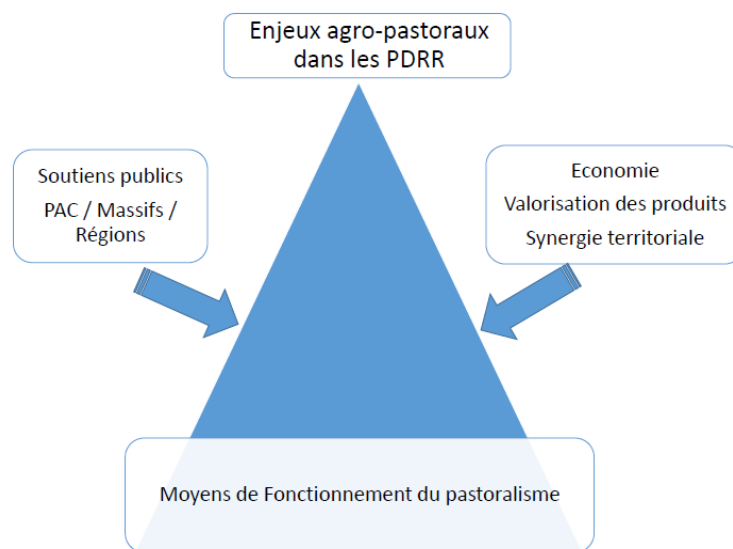 Enjeux agro-pastoraux
dans les PDRR
Soutiens publics
PAC / Massifs /
Régions
Economie
Valorisation des produits
Synergie territoriale
Moyens de Fonctionnement du pastoralisme